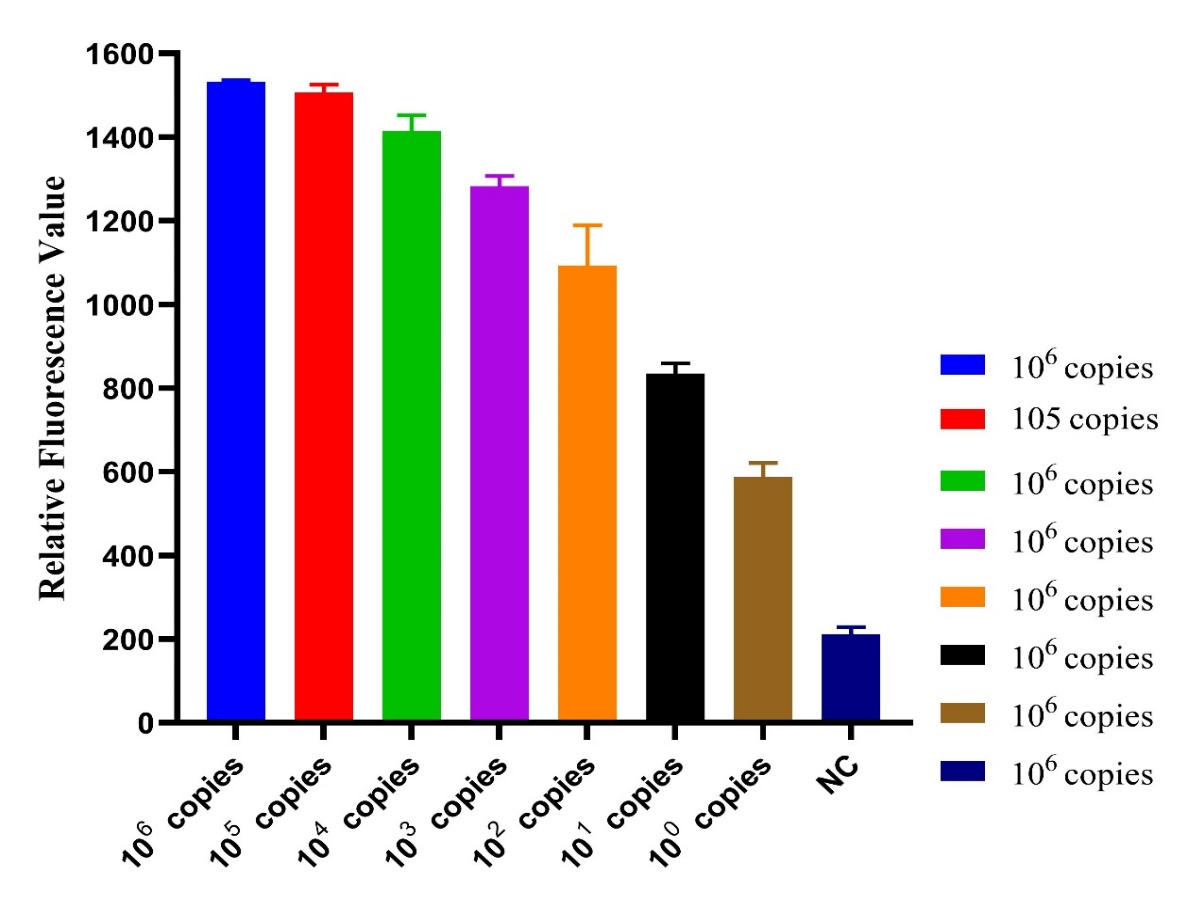 Relative Fluorescence Value
1600
1400
1200
1000
800
600
400
200
0
10⁶ copies
10⁵ copies
10⁴ copies
10³ copies
10² copies
10¹ copies
10⁰ copies
NC
10⁶ copies
105 copies
10⁶ copies
10⁶ copies
10⁶ copies
10⁶ copies
10⁶ copies
10⁶ copies